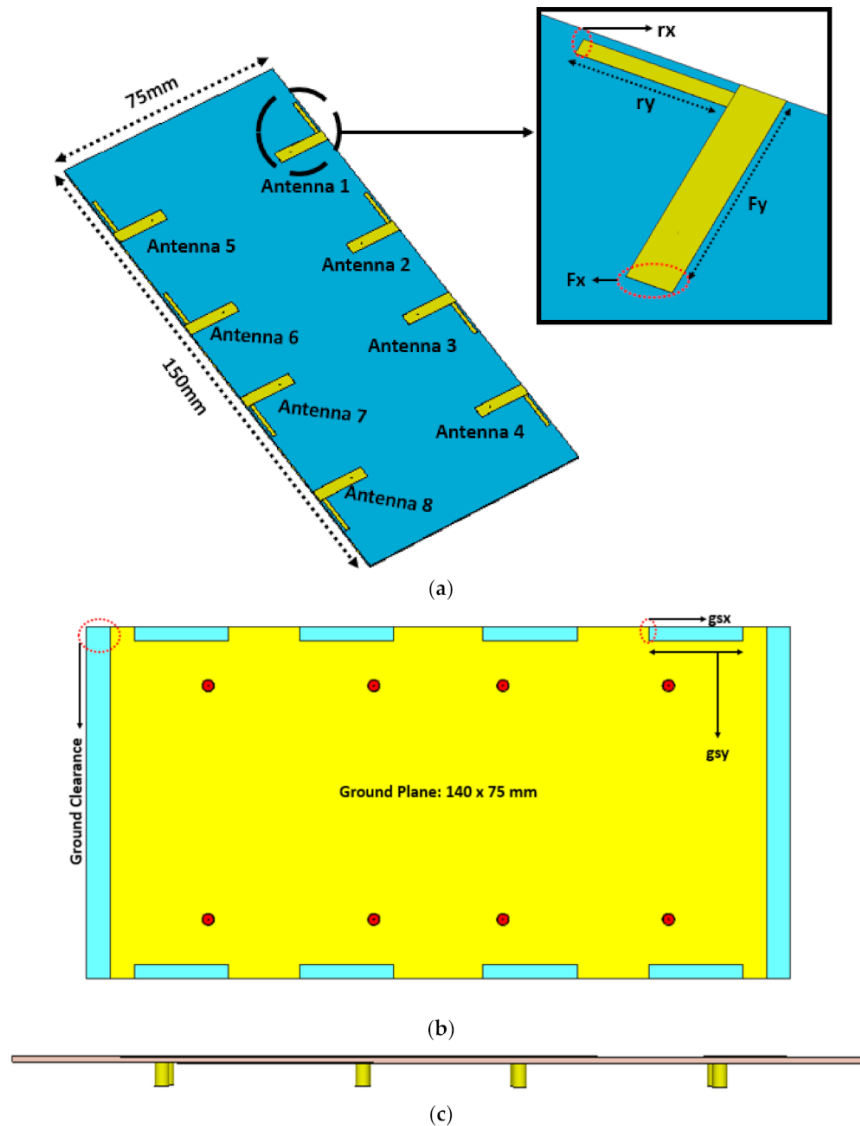 75mm
rx
ry
Fy
Fx
Antenna 1
Antenna 5
Antenna 2
Antenna 6
Antenna 3
150mm
Antenna 7
Antenna 4
Antenna 8
(a)
gsx
gsy
Ground Clearance
Ground Plane: 140 x 75 mm
(b)
(c)